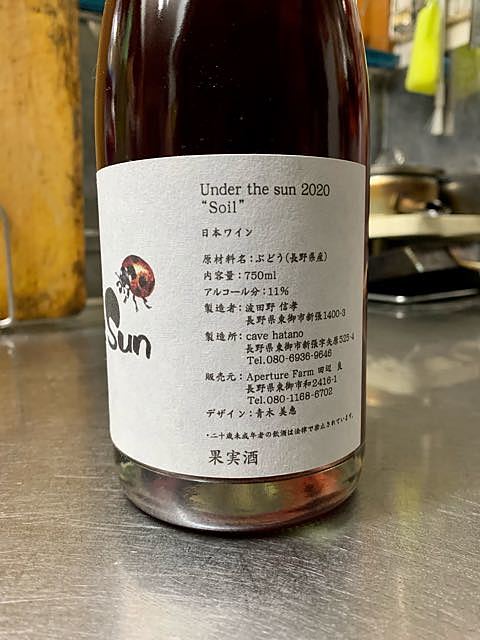 Under the sun 2020
“Soil”
日本ワイン
原材料名：ぶどう（長野県産）
内容量：750ml
アルコール分：11%
製造者：波田野 信孝
長野県東御市新張1400-3
製造所：cave hatano
長野県東御市新張字矢原525-4
Tel.080-6936-9646
販売元：Aperture Farm 田辺 良
長野県東御市和2416-1
Tel.080-1168-6702
デザイン：青木 美恵
・二十歳未成年者の飲酒は法律で禁止されています。
果実酒
Sun